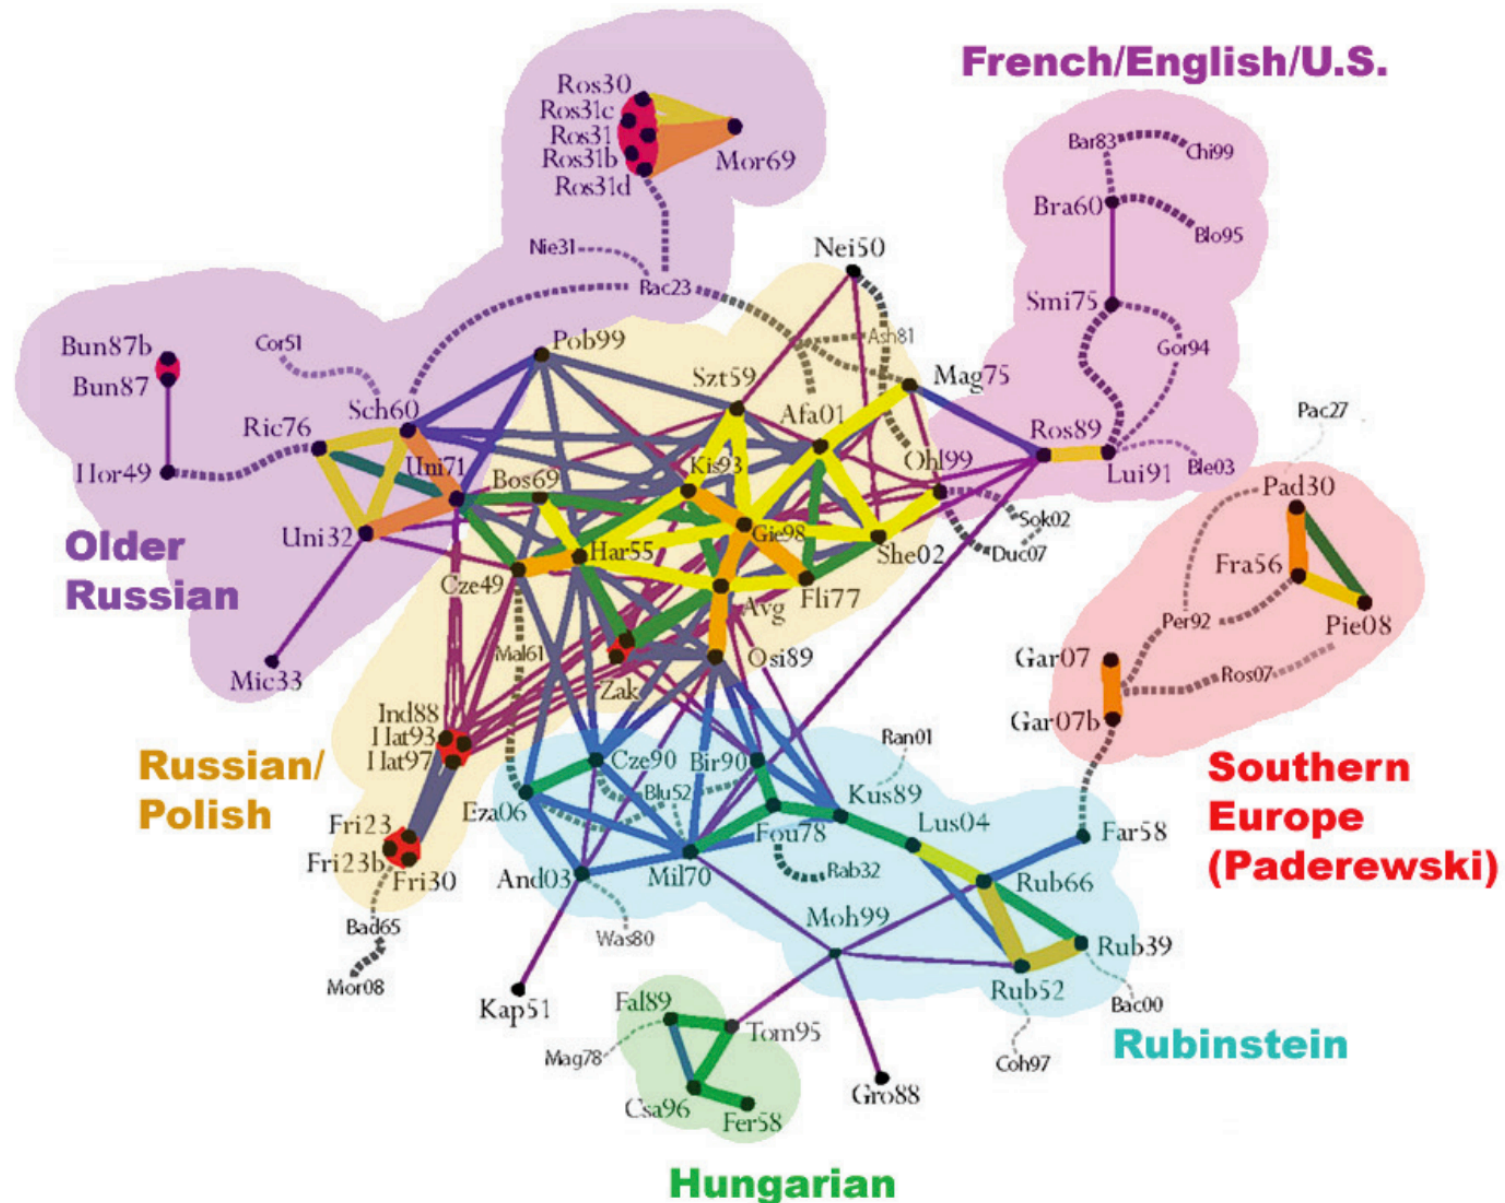 French/English/U.S.
Ros30
Ros31c
Ros31
Ros31b
Ros31d
Mor69
Bar83
Chi99
Bra60
Blo95
Nie31
Nei50
Rac23
Smi75
Ash81
Gor94
Bun87b
Bun87
Cor51
Pob99
Szt59
Mag75
Sch60
Ric76
Afa01
Ros89
Pac27
Hor49
Uni71
Bos69
Kis93
Ohl99
Lui91
Ble03
Pad30
Uni32
Har55
Gie98
She02
Sok02
Duc07
Older
Russian
Cze49
Avg
Fli77
Fra56
Per92
Pie08
Mic33
Mal61
Zak
Osi89
Gar07
Ros07
Gar07b
Ind88
Hat93
Hat97
Russian/
Polish
Cze90
Bir90
Ran01
Southern
Europe
(Paderewski)
Eza06
Blu52
Kus89
Fri23
Fri23b
Fri30
Fou78
Lus04
Far58
And03
Mil70
Rab32
Rub66
Bad65
Was80
Moh99
Rub39
Mor08
Kap51
Rub52
Bac00
Fal89
Tom95
Rubinstein
Mag78
Coh97
Gro88
Csa96
Fer58
Hungarian